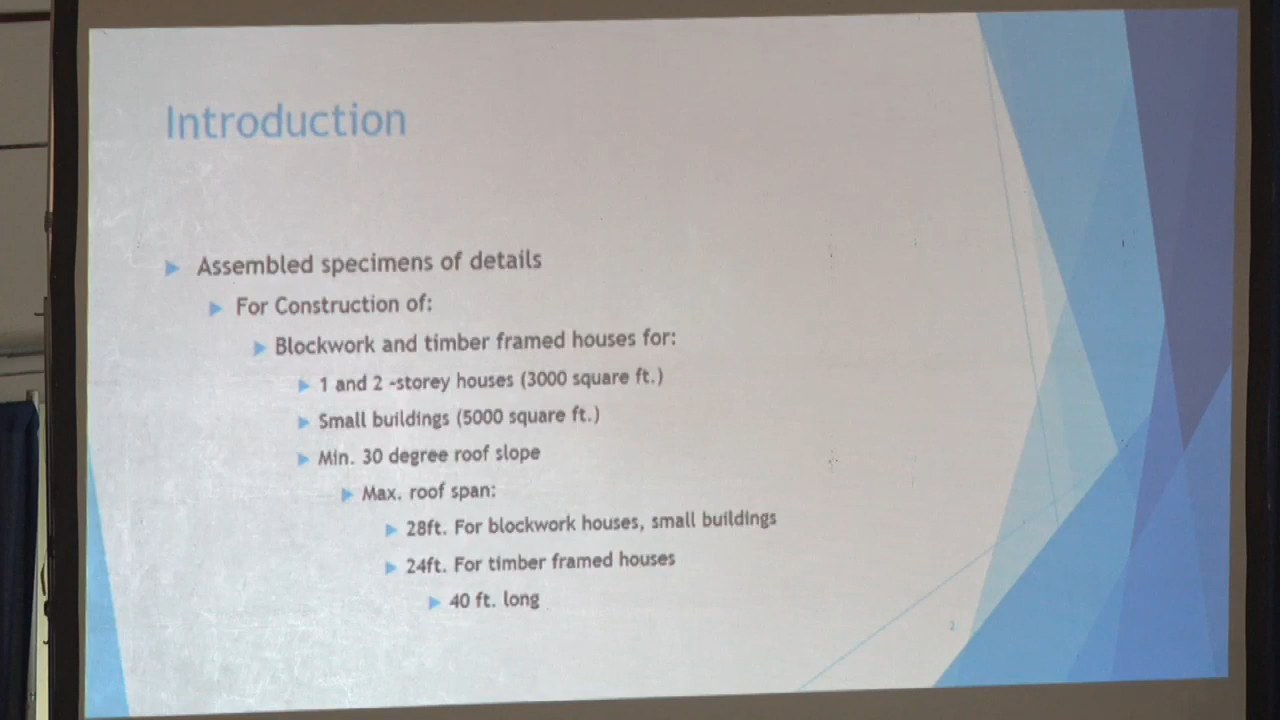 Introduction
Assembled specimens of details
For Construction of:
Blockwork and timber framed houses for:
1 and 2 -storey houses (3000 square ft.)
Small buildings (5000 square ft.)
Min. 30 degree roof slope
Max. roof span:
28ft. For blockwork houses, small buildings
24ft. For timber framed houses
40 ft. long
2